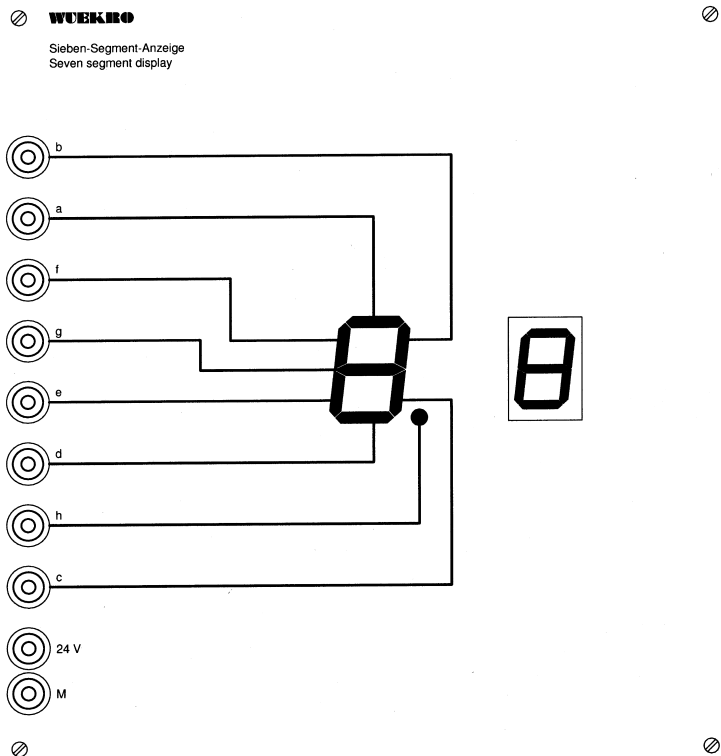 WUEKRO
Sieben-Segment-Anzeige
Seven segment display
b
a
f
g
e
d
h
c
24 V
M